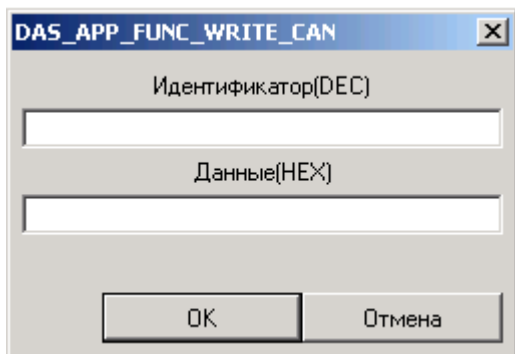 DAS_APP_FUNC_WRITE_CAN
Идентификатор(DEC)
Данные(HEX)
OK
Отмена